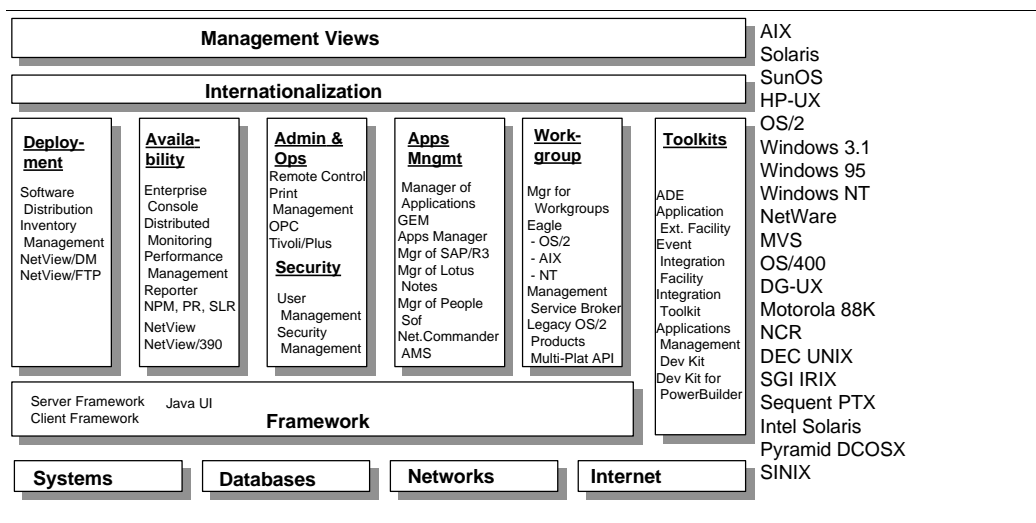 Management Views
Internationalization
Deploy-
ment
Software
Distribution
Inventory
Management
NetView/DM
NetView/FTP
Availa-
bility
Enterprise
Console
Distributed
Monitoring
Performance
Management
Reporter
NPM, PR, SLR
NetView
NetView/390
Admin &
Ops
Remote Control
Print
Management
OPC
Tivoli/Plus
Security
User
Management
Security
Management
Apps
Mngmt
Manager of
Applications
GEM
Apps Manager
Mgr of SAP/R3
Mgr of Lotus
Notes
Mgr of People
Sof
Net.Commander
AMS
Work-
group
Mgr for
Workgroups
Eagle
- OS/2
- AIX
- NT
Management
Service Broker
Legacy OS/2
Products
Multi-Plat API
Toolkits
ADE
Application
Ext. Facility
Event
Integration
Facility
Integration
Toolkit
Applications
Management
Dev Kit
Dev Kit for
PowerBuilder
Server Framework
Client Framework
Java UI
Framework
Systems
Databases
Networks
Internet
AIX
Solaris
SunOS
HP-UX
OS/2
Windows 3.1
Windows 95
Windows NT
NetWare
MVS
OS/400
DG-UX
Motorola 88K
NCR
DEC UNIX
SGI IRIX
Sequent PTX
Intel Solaris
Pyramid DCOSX
SINIX